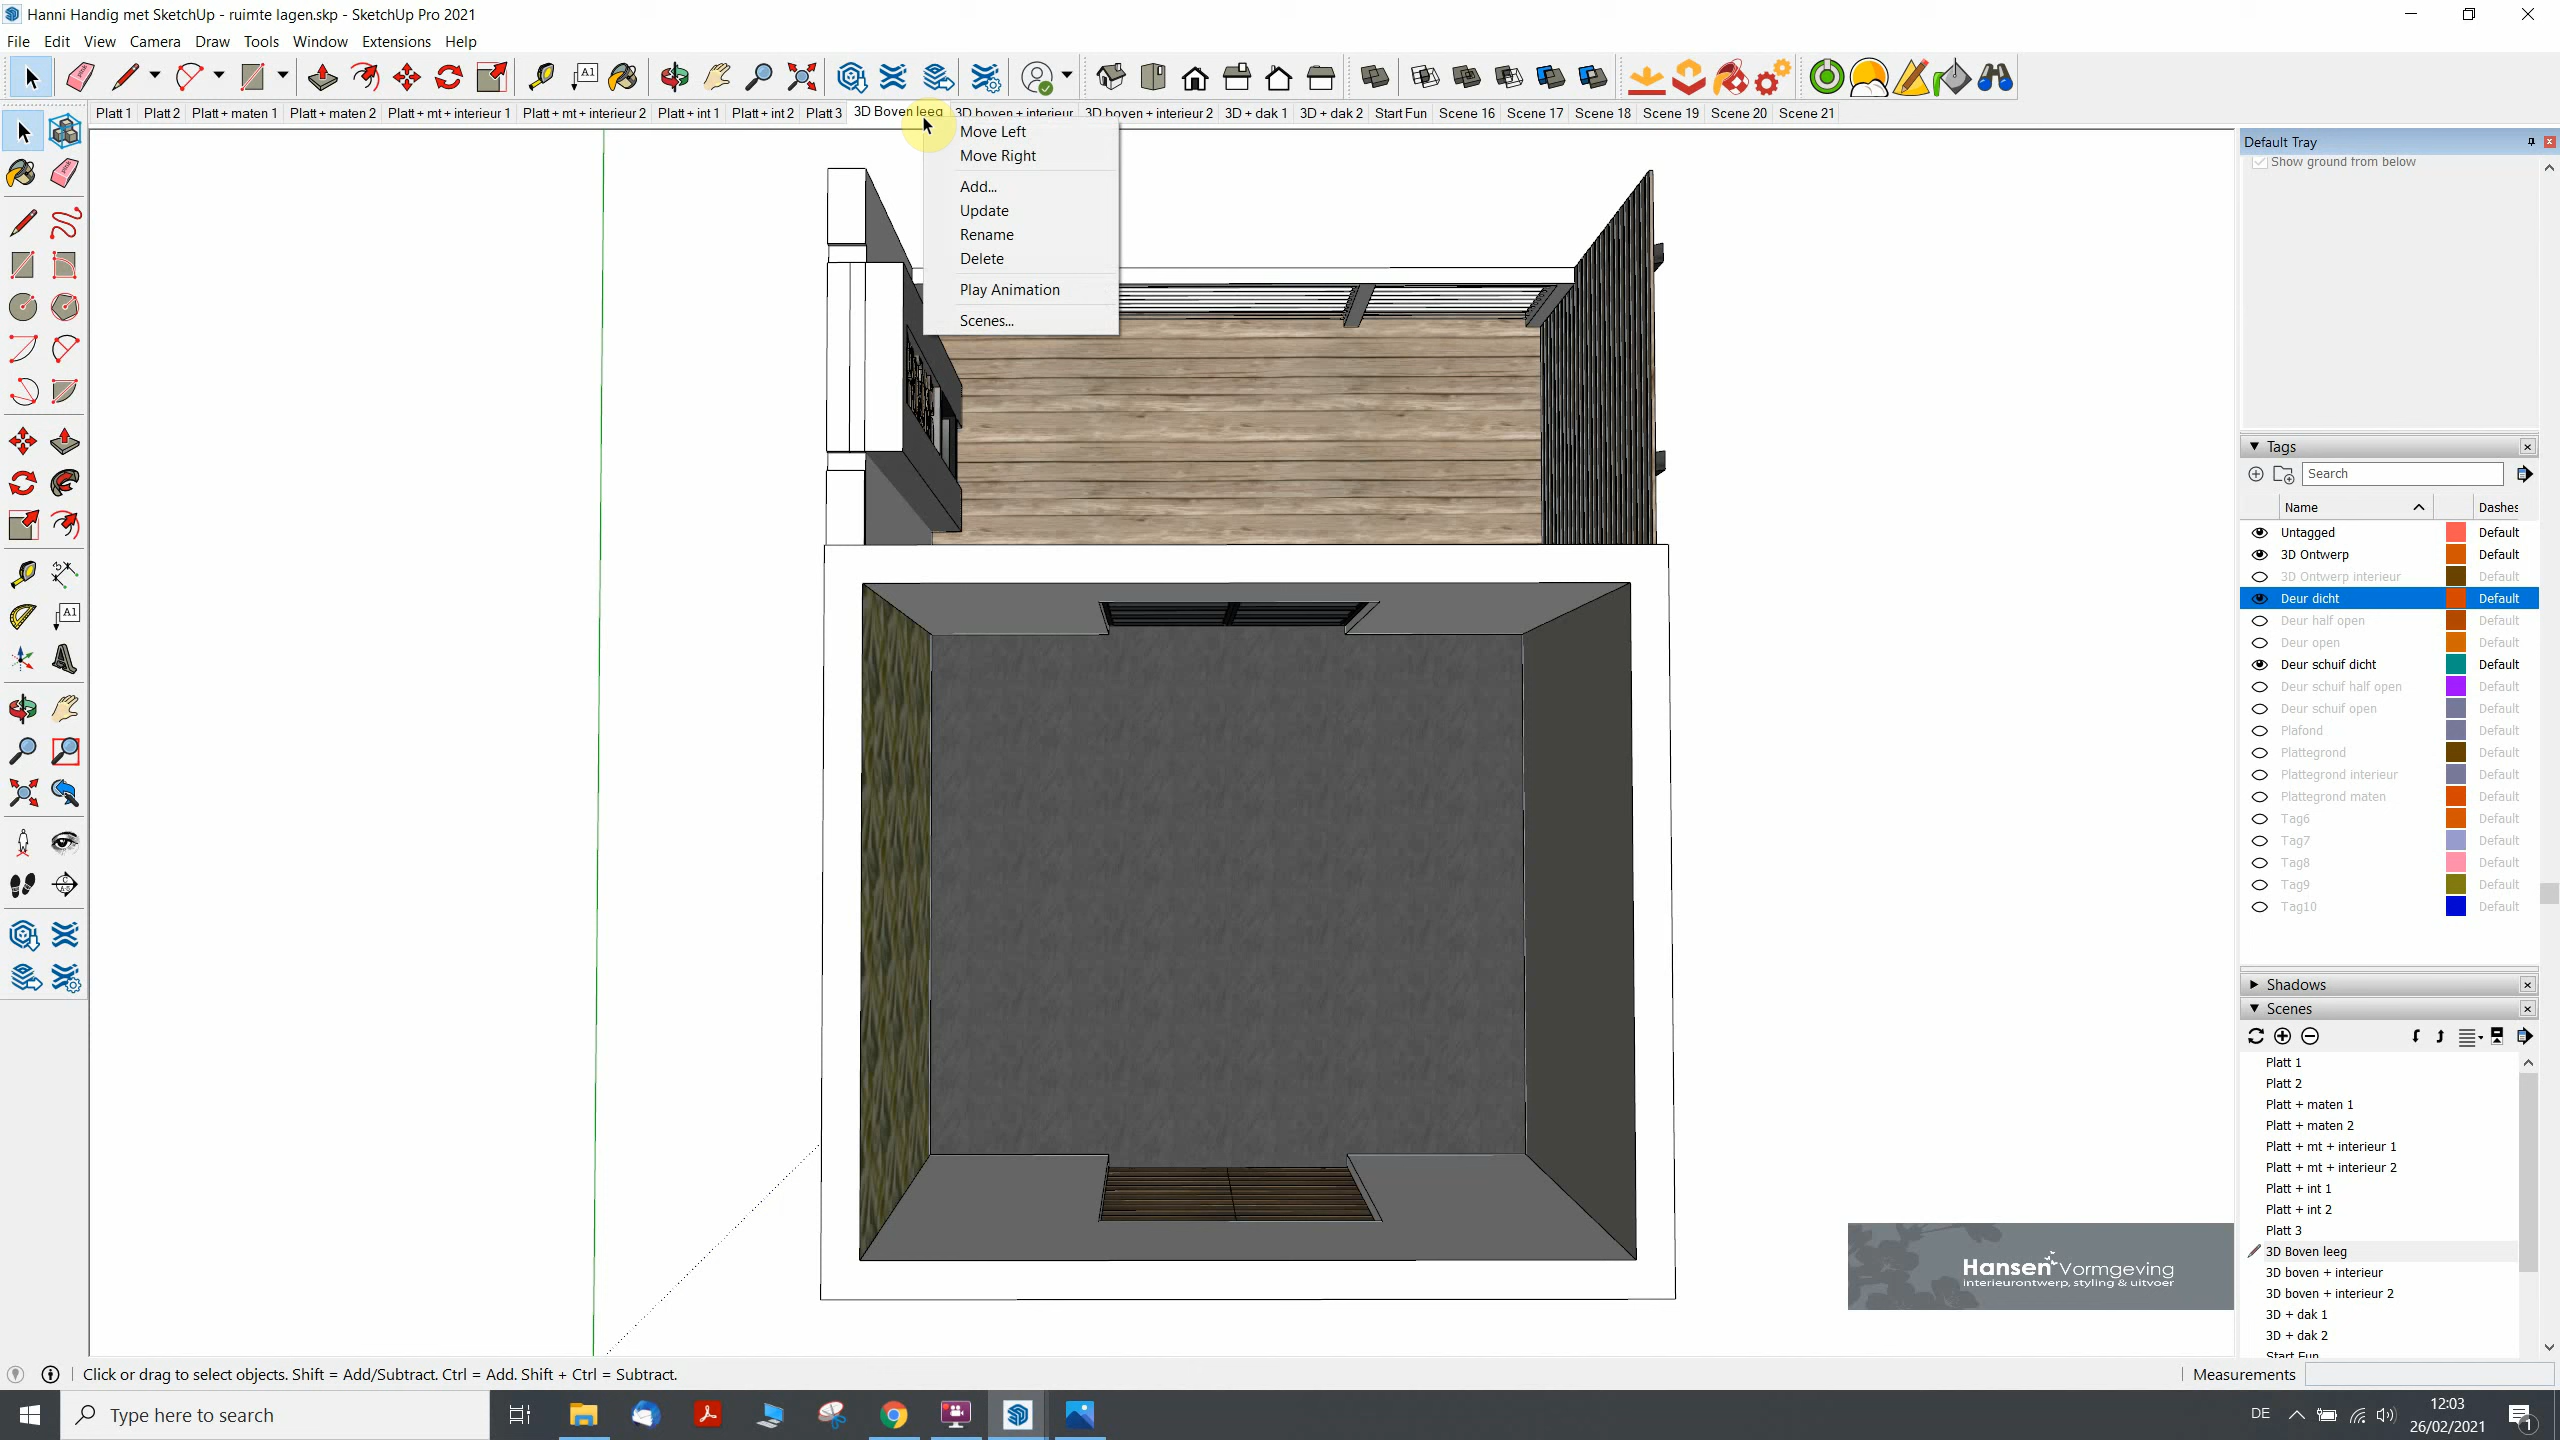 Hanni Handig met SketchUp - ruimte lagen.skp - SketchUp Pro 2021
File Edit View Camera Draw Tools Window Extensions Help
Platt 1 Platt 2 Platt + maten 1 Platt + maten 2 Platt + mt + interieur 1 Platt + mt + interieur 2 Platt + int 1 Platt + int 2 Platt 3 3D Boven leeg 3D boven + interieur 3D boven + interieur 2 3D + dak 1 3D + dak 2 Start Fun Scene 16 Scene 17 Scene 18 Scene 19 Scene 20 Scene 21
Move Left
Move Right
Add...
Update
Rename
Delete
Play Animation
Scenes...
Default Tray
Show ground from below
Tags
Search
Name Dashes
Untagged Default
3D Ontwerp Default
3D Ontwerp interieur Default
Deur dicht Default
Deur half open Default
Deur open Default
Deur schuif dicht Default
Deur schuif half open Default
Deur schuif open Default
Plafond Default
Plattegrond Default
Plattegrond interieur Default
Plattegrond maten Default
Tag6 Default
Tag7 Default
Tag8 Default
Tag9 Default
Tag10 Default
Shadows
Scenes
Platt 1
Platt 2
Platt + maten 1
Platt + maten 2
Platt + mt + interieur 1
Platt + mt + interieur 2
Platt + int 1
Platt + int 2
Platt 3
3D Boven leeg
3D boven + interieur
3D boven + interieur 2
3D + dak 1
3D + dak 2
Start Fun
Hansen Vormgeving
interieurontwerp, styling & uitvoer
Click or drag to select objects. Shift = Add/Subtract. Ctrl = Add. Shift + Ctrl = Subtract.
Measurements
Type here to search
DE
12:03
26/02/2021
1